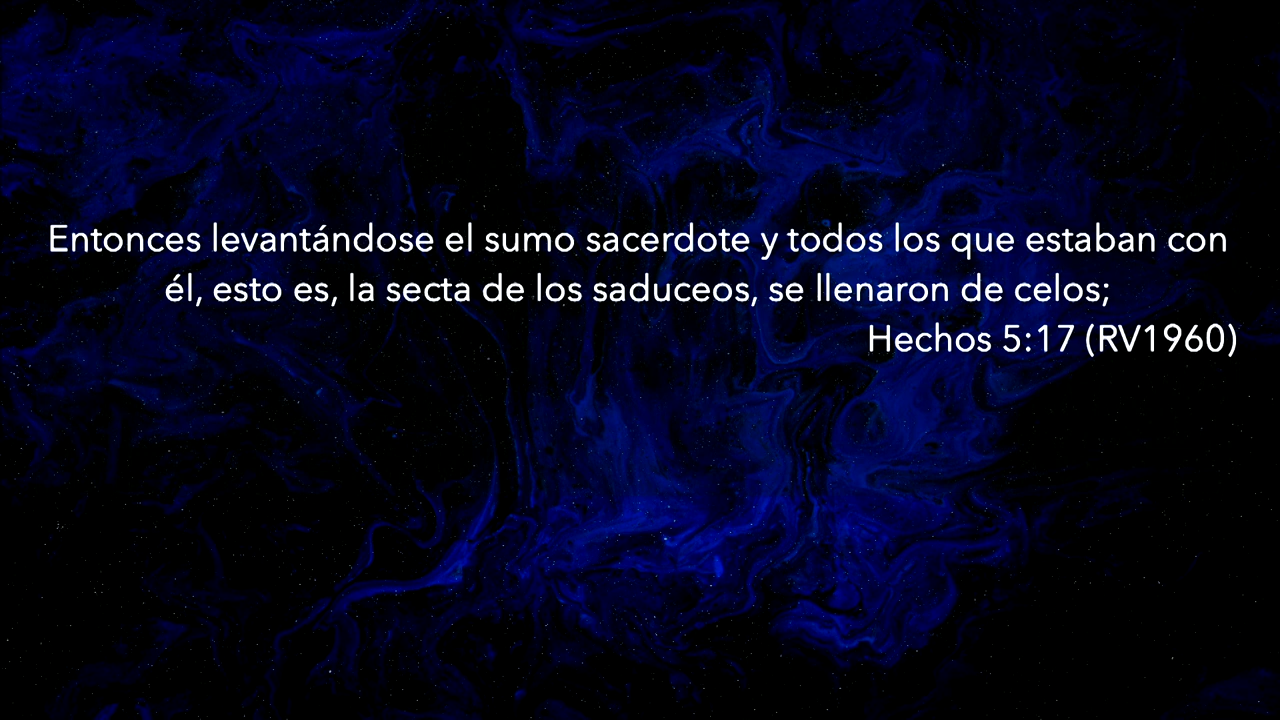 Entonces levantándose el sumo sacerdote y todos los que estaban con
él, esto es, la secta de los saduceos, se llenaron de celos;
Hechos 5:17 (RV1960)